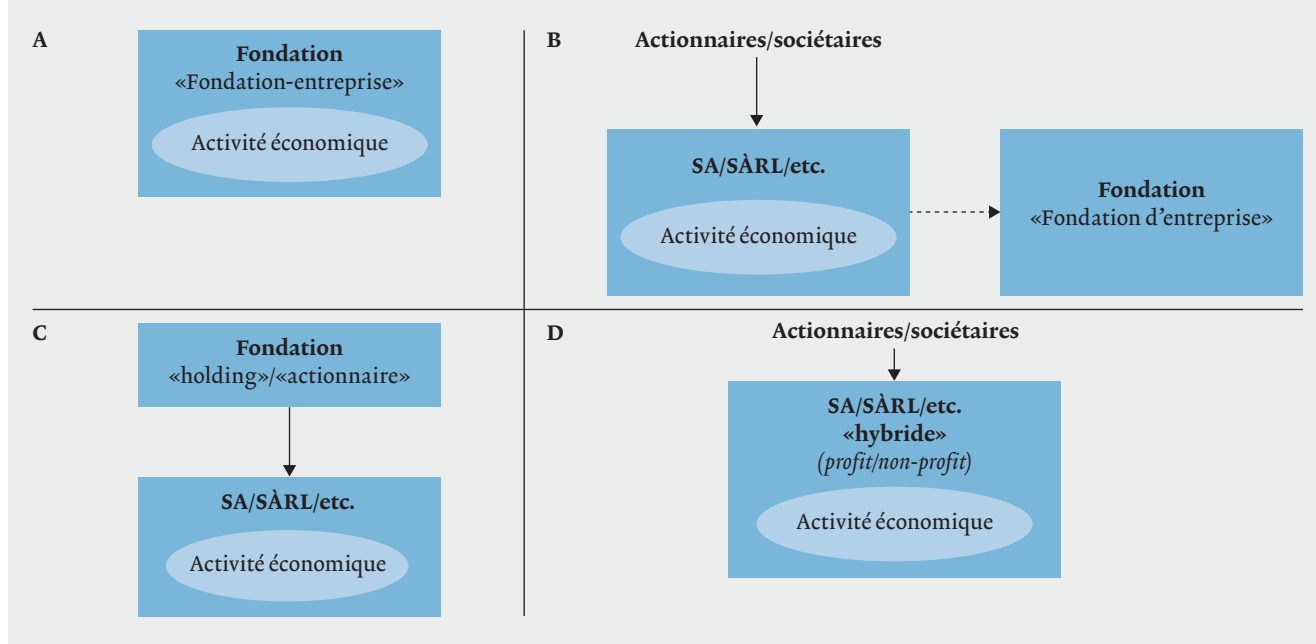 A
Fondation
«Fondation-entreprise»
Activité économique
B
Actionnaires/sociétaires
SA/SÀRL/etc.
Activité économique
Fondation
«Fondation d’entreprise»
C
Fondation
«holding»/«actionnaire»
SA/SÀRL/etc.
Activité économique
D
Actionnaires/sociétaires
SA/SÀRL/etc.
«hybride»
(profit/non-profit)
Activité économique